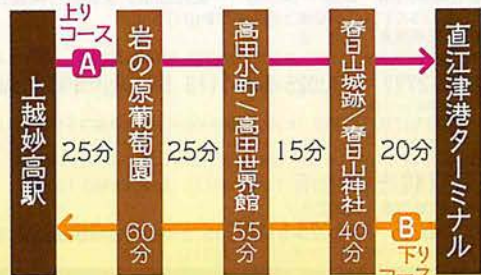 上り
コース
A
上越妙高駅
25分
岩の原葡萄園
60分
25分
高田小町/高田世界館
55分
15分
春日山城跡/春日山神社
40分
20分
直江津港ターミナル
B
下り
コース